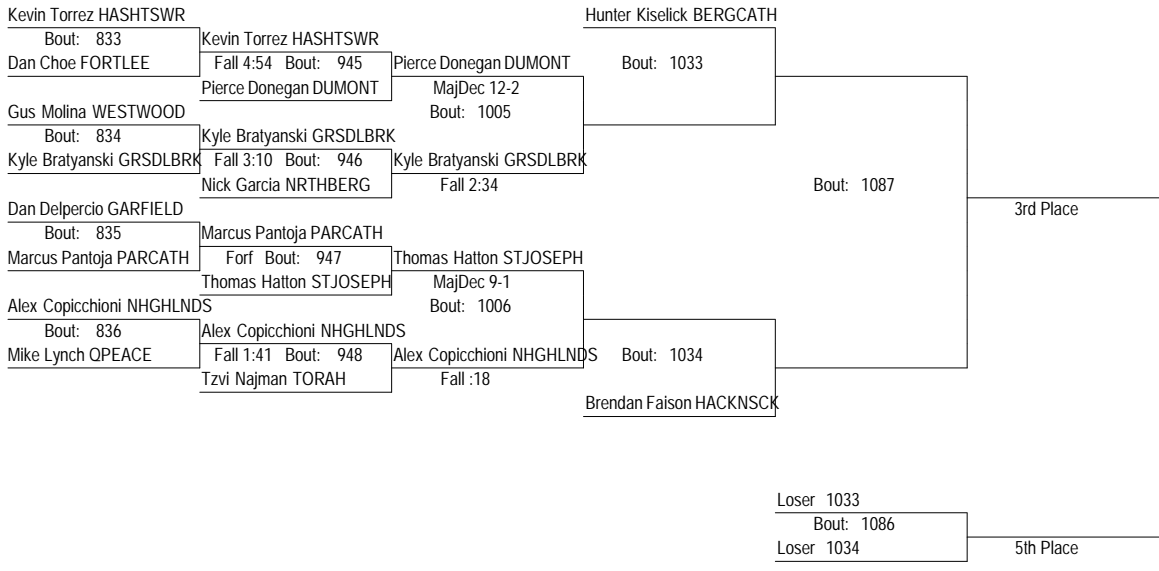 Kevin Torrez HASHTSWR
Bout: 833
Dan Choe FORTLEE
Gus Molina WESTWOOD
Bout: 834
Kyle Bratyanski GRSDLBRK
Dan Delpercio GARFIELD
Bout: 835
Marcus Pantoja PARCATH
Alex Copicchioni NHGHLNDS
Bout: 836
Mike Lynch QPEACE
Kevin Torrez HASHTSWR
Fall 4:54 Bout: 945
Pierce Donegan DUMONT
Kyle Bratyanski GRSDLBRK
Fall 3:10 Bout: 946
Nick Garcia NRTHBERG
Marcus Pantoja PARCATH
Forf Bout: 947
Thomas Hatton STJOSEPH
Alex Copicchioni NHGHLNDS
Fall 1:41 Bout: 948
Tzvi Najman TORAH
Pierce Donegan DUMONT
MajDec 12-2
Bout: 1005
Kyle Bratyanski GRSDLBRK
Fall 2:34
Thomas Hatton STJOSEPH
MajDec 9-1
Bout: 1006
Alex Copicchioni NHGHLNDS
Fall :18
Hunter Kiselick BERGCATH
Bout: 1033
Bout: 1034
Brendan Faison HACKNSCK
Bout: 1087
3rd Place
Loser 1033
Bout: 1086
Loser 1034
5th Place